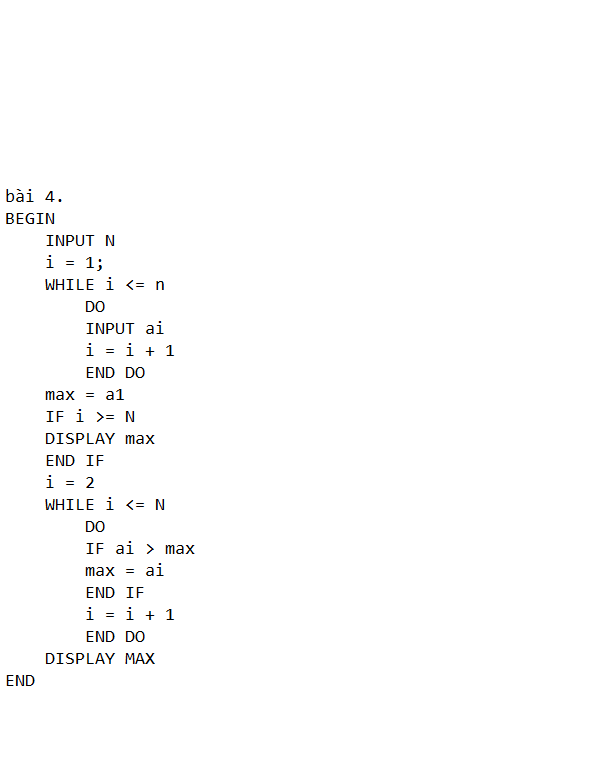 bài 4.
BEGIN
    INPUT N
    i = 1;
    WHILE i <= n
        DO
        INPUT ai
        i = i + 1
        END DO
    max = a1
    IF i >= N
    DISPLAY max
    END IF
    i = 2
    WHILE i <= N
        DO
        IF ai > max
        max = ai
        END IF
        i = i + 1
        END DO
    DISPLAY MAX
END